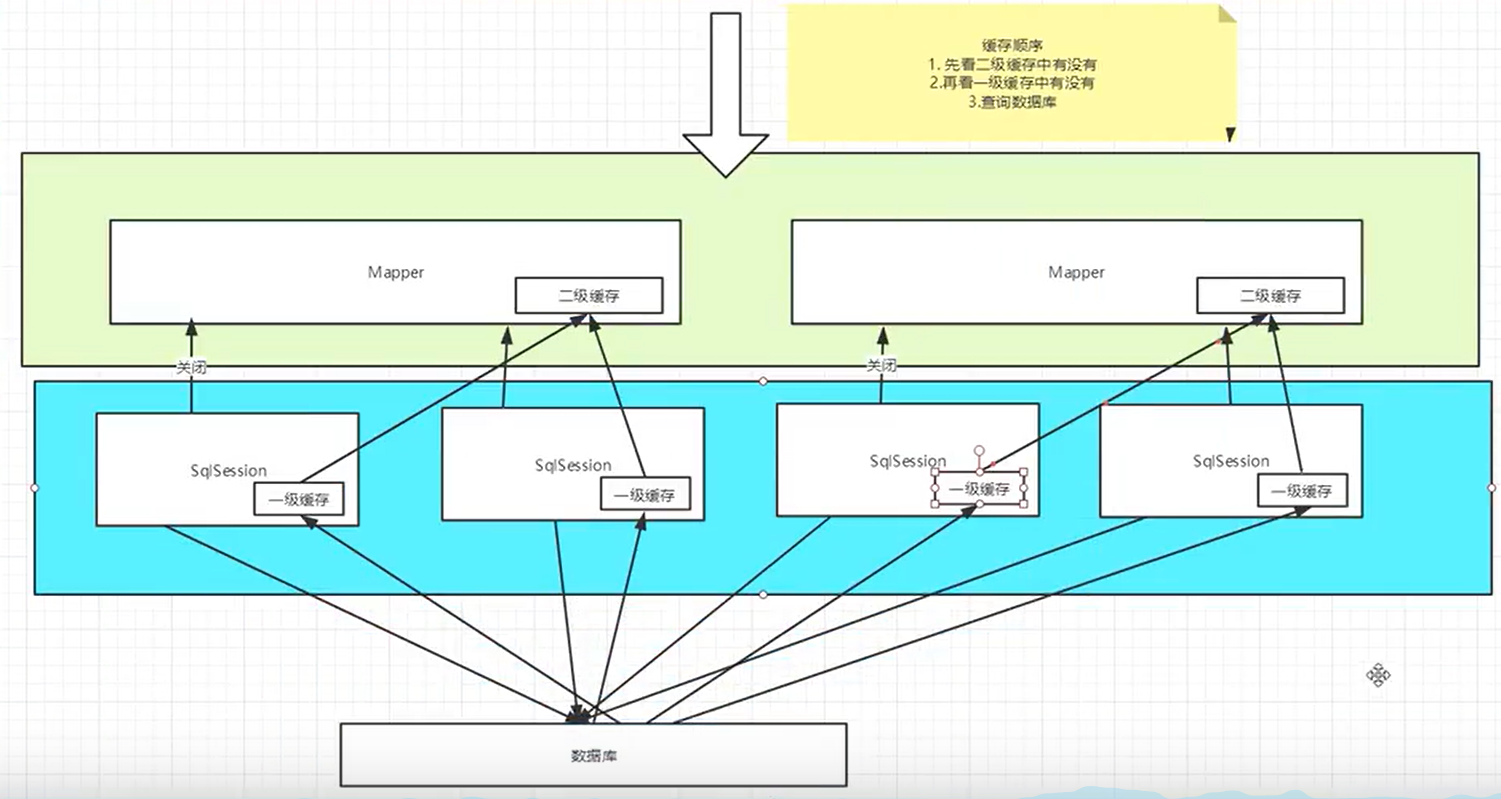 缓存顺序
1. 先看二级缓存中有没有
2.再看一级缓存中有没有
3.查询数据库
Mapper
二级缓存
Mapper
二级缓存
关闭
关闭
SqlSession
一级缓存
SqlSession
一级缓存
SqlSession
一级缓存
SqlSession
一级缓存
数据库